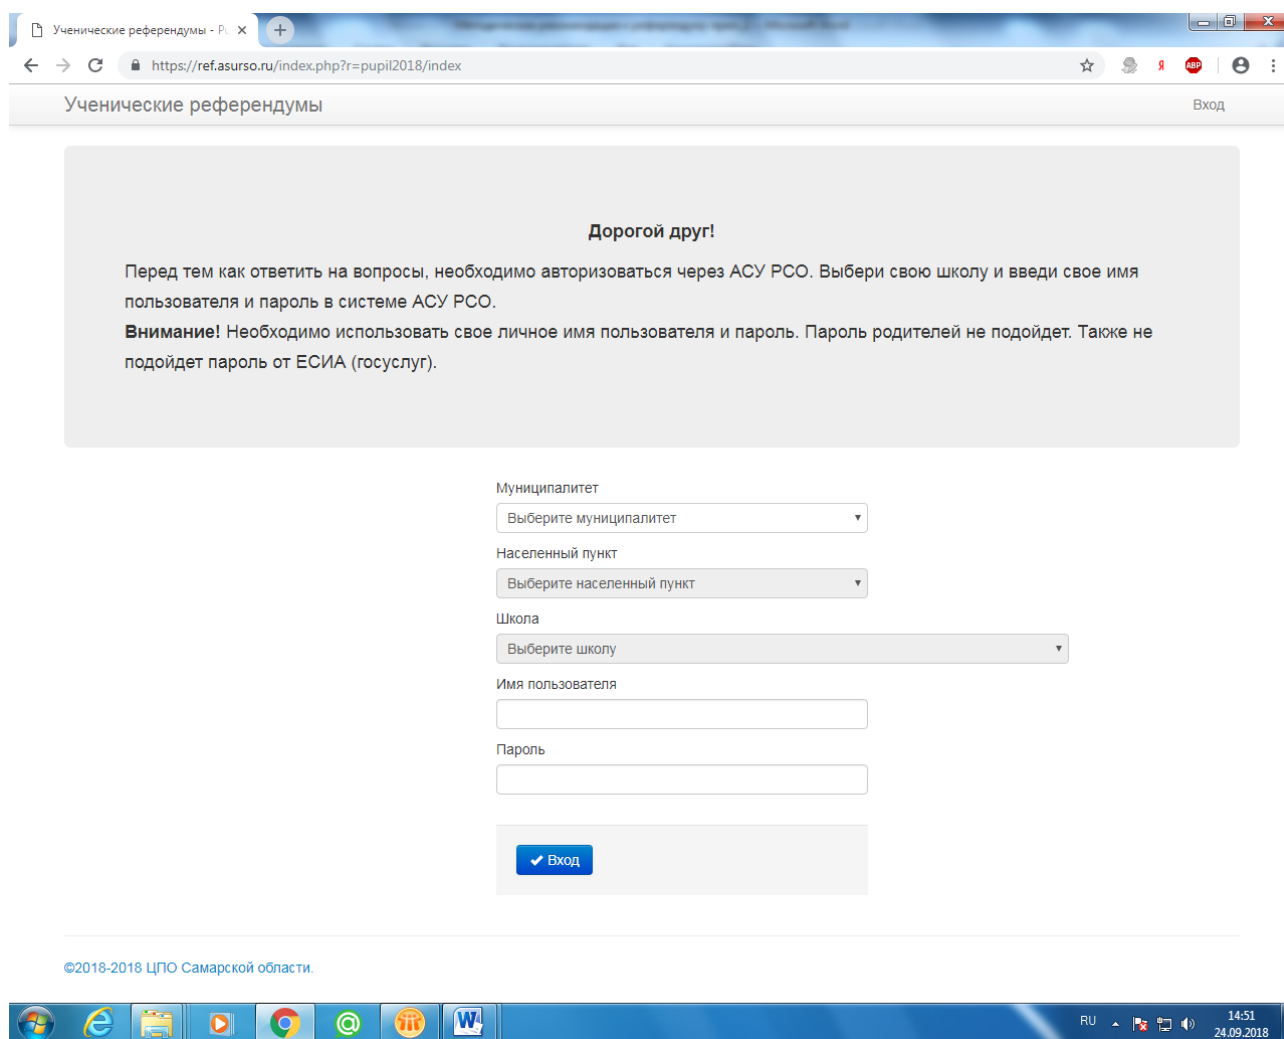 Ученические референдумы - Pu
https://ref.asurso.ru/index.php?r=pupil2018/index
Я
ABP
Ученические референдумы
Вход
Дорогой друг!
Перед тем как ответить на вопросы, необходимо авторизоваться через АСУ РСО. Выбери свою школу и введи свое имя
пользователя и пароль в системе АСУ РСО.
Внимание! Необходимо использовать свое личное имя пользователя и пароль. Пароль родителей не подойдет. Также не
подойдет пароль от ЕСИА (госуслуг).
Муниципалитет
Выберите муниципалитет
Населенный пункт
Выберите населенный пункт
Школа
Выберите школу
Имя пользователя
Пароль
Вход
©2018-2018 ЦПО Самарской области.
RU
14:51
24.09.2018